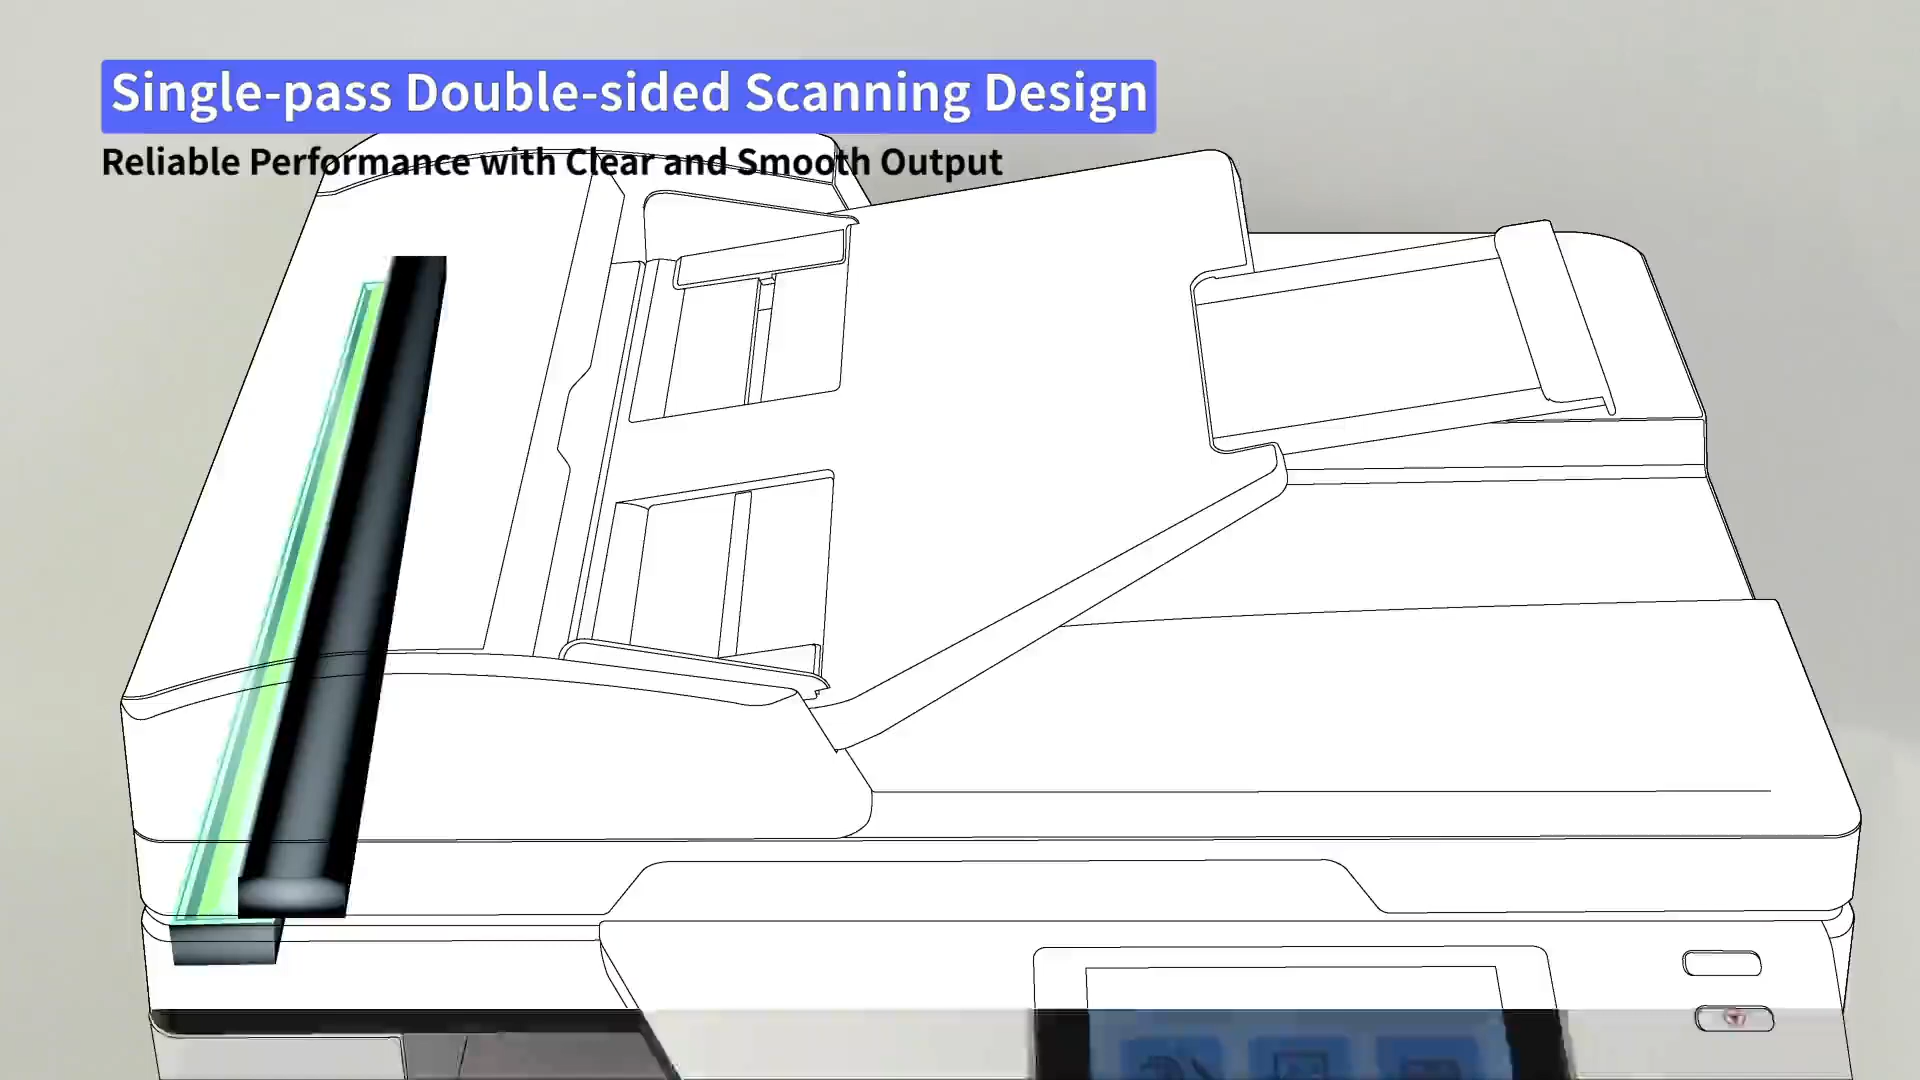 Single-pass Double-sided Scanning Design
Reliable Performance with Clear and Smooth Output